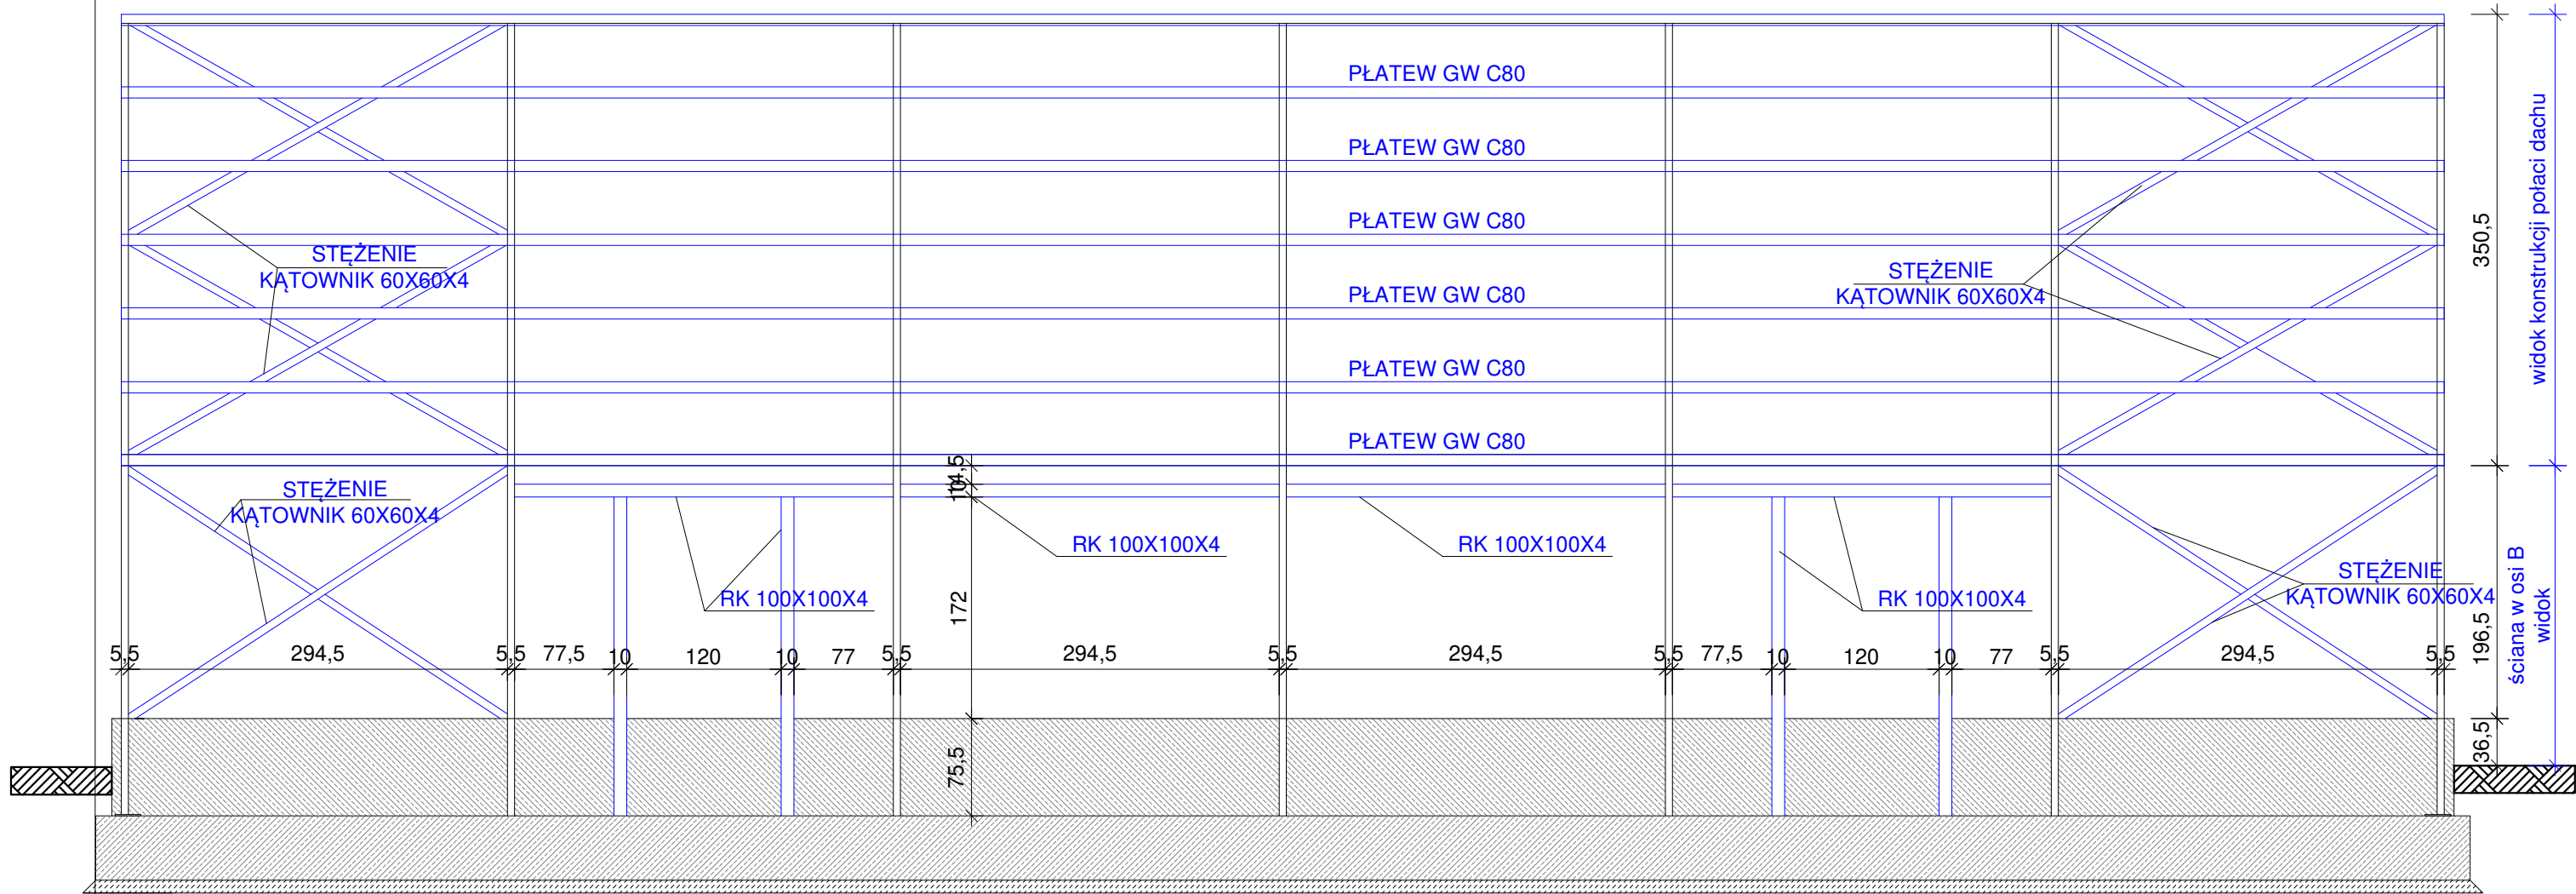 PŁATEW GW C80
PŁATEW GW C80
PŁATEW GW C80
PŁATEW GW C80
PŁATEW GW C80
PŁATEW GW C80
STĘŻENIE
KĄTOWNIK 60X60X4
STĘŻENIE
KĄTOWNIK 60X60X4
350,5
widok konstrukcji połaci dachu
STĘŻENIE
KĄTOWNIK 60X60X4
14,5
10
RK 100X100X4
RK 100X100X4
RK 100X100X4
RK 100X100X4
STĘŻENIE
KĄTOWNIK 60X60X4
172
196,5
ściana w osi B
widok
5,5 294,5 5,5 77,5 10 120 10 77 5,5 294,5 5,5 294,5 5,5 77,5 10 120 10 77 5,5 294,5 5,5
75,5
36,5